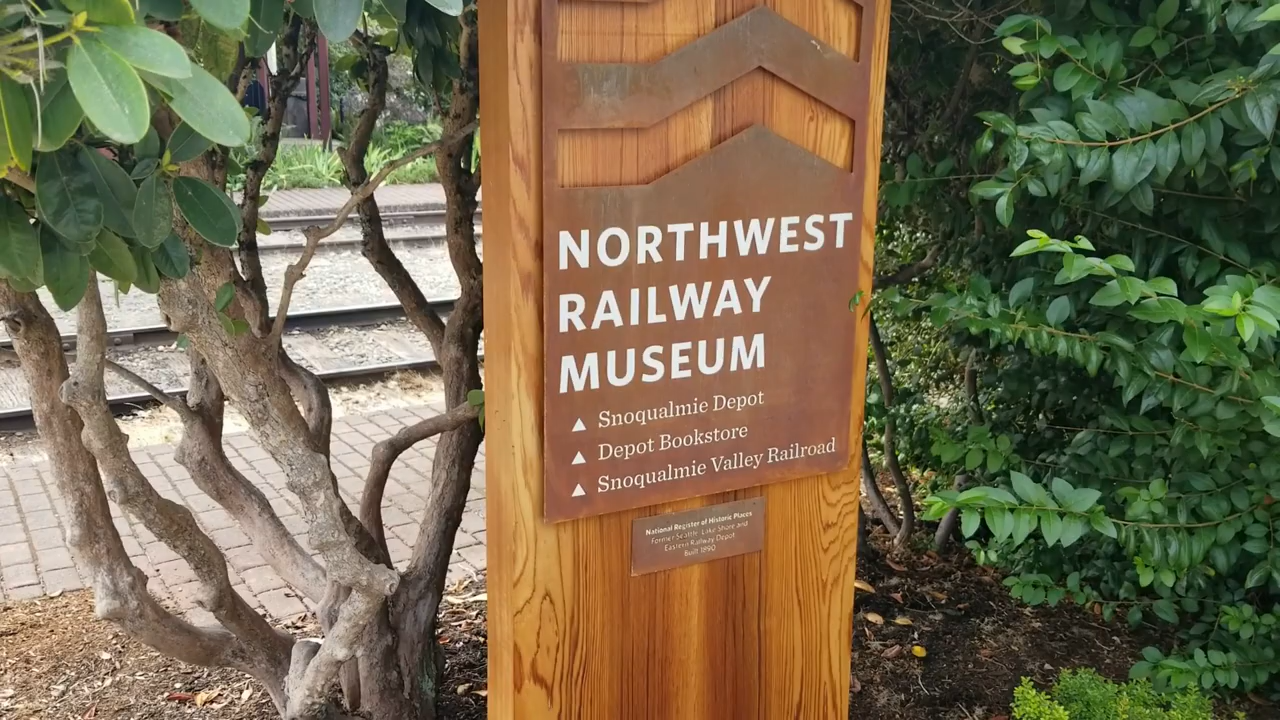 NORTHWEST
RAILWAY
MUSEUM
Snoqualmie Depot
Depot Bookstore
Snoqualmie Valley Railroad
National Register of Historic Places
Former Seattle, Lake Shore and
Eastern Railway Depot
Built 1890